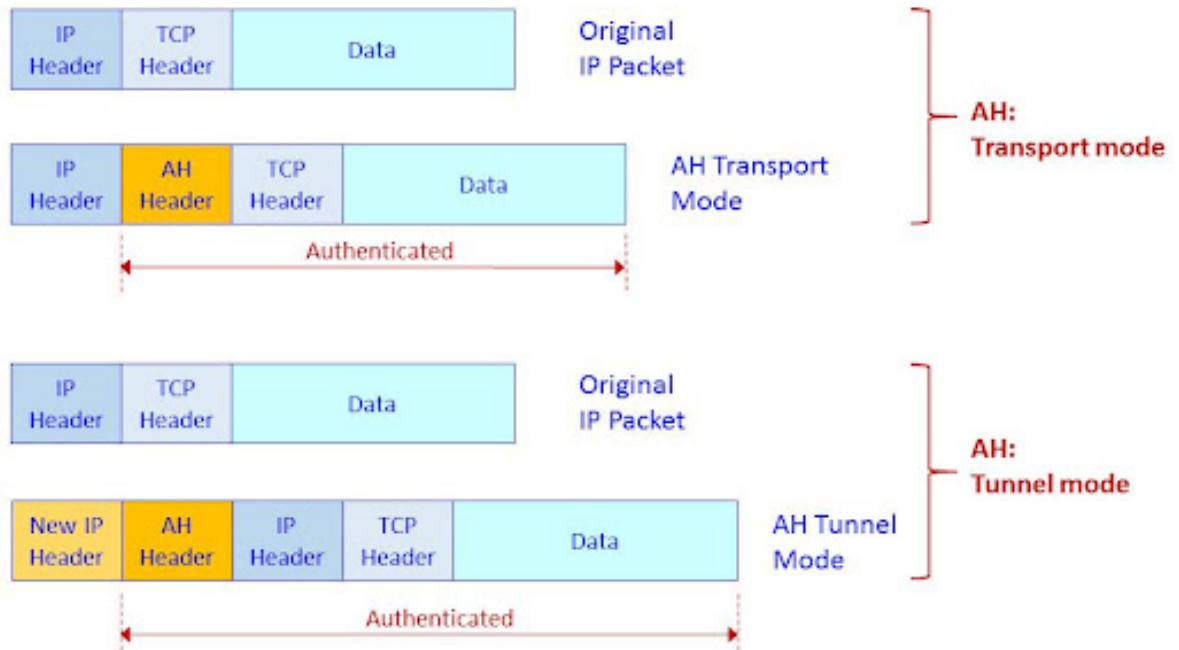 IP
Header
TCP
Header
Data
Original
IP Packet
AH:
Transport mode
IP
Header
AH
Header
TCP
Header
Data
AH Transport
Mode
Authenticated
IP
Header
TCP
Header
Data
Original
IP Packet
AH:
Tunnel mode
New IP
Header
AH
Header
IP
Header
TCP
Header
Data
AH Tunnel
Mode
Authenticated